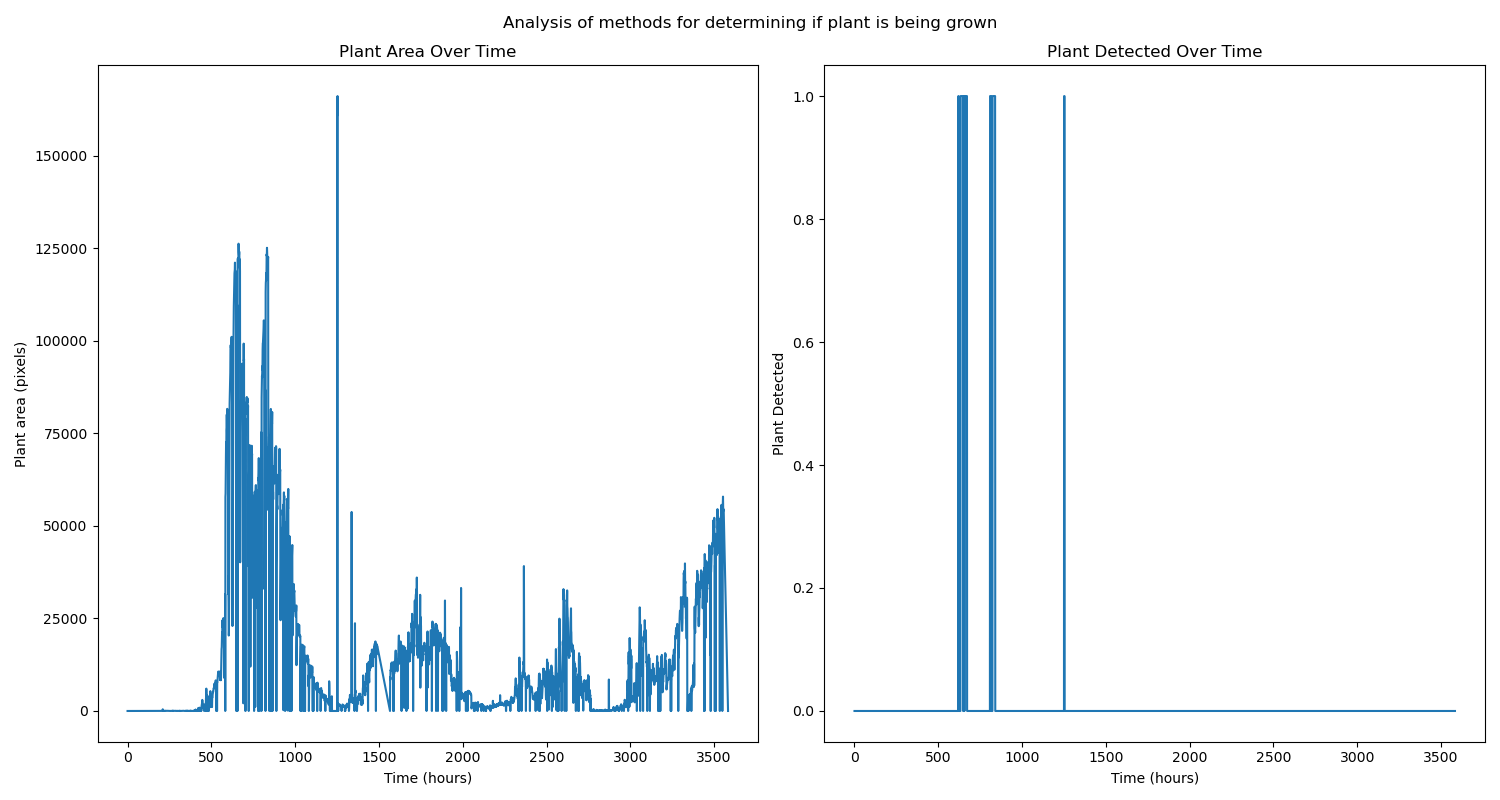 Analysis of methods for determining if plant is being grown
Plant Area Over Time
Plant area (pixels)
150000
125000
100000
75000
50000
25000
0
0 500 1000 1500 2000 2500 3000 3500
Time (hours)
Plant Detected Over Time
Plant Detected
1.0
0.8
0.6
0.4
0.2
0.0
0 500 1000 1500 2000 2500 3000 3500
Time (hours)